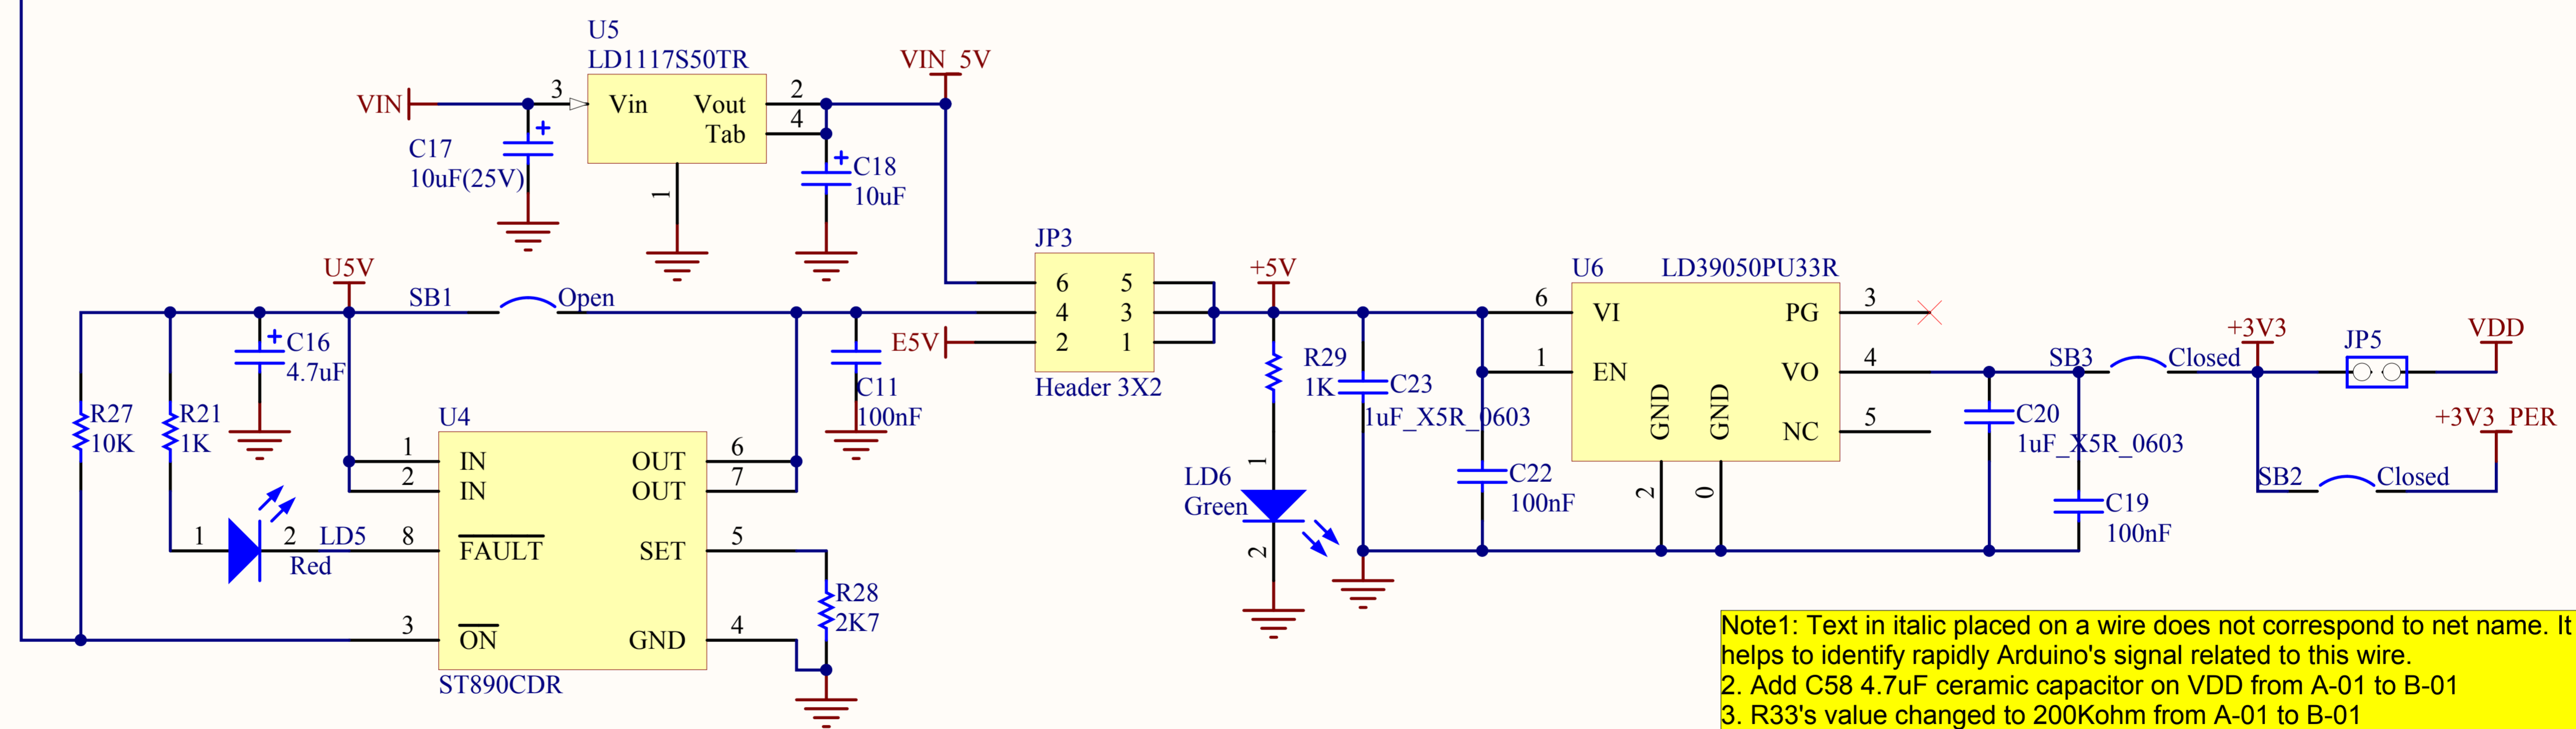 U5
LD1117S50TR
VIN_5V
VIN
3
Vin
Vout
2
Tab
4
1
C17
10uF(25V)
+
+
C18
10uF
JP3
6
5
4
3
2
1
Header 3X2
U5V
SB1
Open
E5V
+
C16
4.7uF
C11
100nF
R27
10K
R21
1K
U4
1
IN
OUT
6
2
IN
OUT
7
1
2
LD5
Red
8
FAULT
SET
5
3
ON
GND
4
ST890CDR
R28
2K7
+5V
R29
1K
C23
1uF_X5R_0603
LD6
Green
1
2
C22
100nF
U6
LD39050PU33R
6
VI
PG
3
1
EN
VO
4
GND
GND
NC
5
2
0
C20
1uF_X5R_0603
C19
100nF
SB3
Closed
+3V3
JP5
VDD
+3V3_PER
SB2
Closed
Note1: Text in italic placed on a wire does not correspond to net name. It
helps to identify rapidly Arduino's signal related to this wire.
2. Add C58 4.7uF ceramic capacitor on VDD from A-01 to B-01
3. R33's value changed to 200Kohm from A-01 to B-01